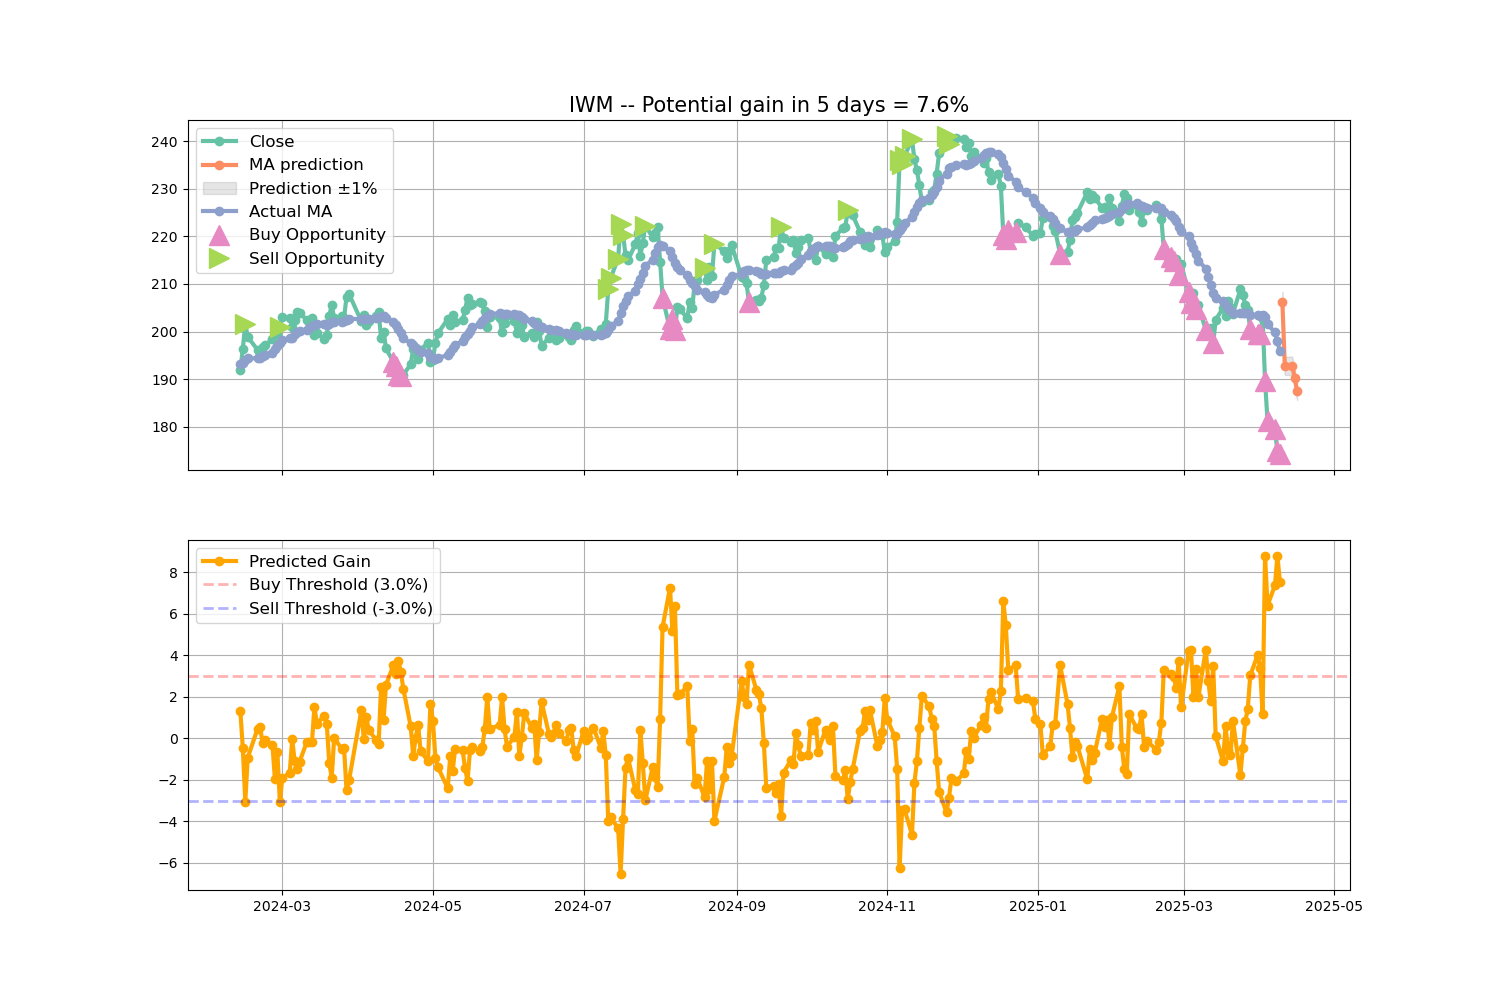 IWM -- Potential gain in 5 days = 7.6%
240
230
220
210
200
190
180
Close
MA prediction
Prediction ±1%
Actual MA
Buy Opportunity
Sell Opportunity
8
6
4
2
0
−2
−4
−6
Predicted Gain
Buy Threshold (3.0%)
Sell Threshold (-3.0%)
2024-03 2024-05 2024-07 2024-09 2024-11 2025-01 2025-03 2025-05